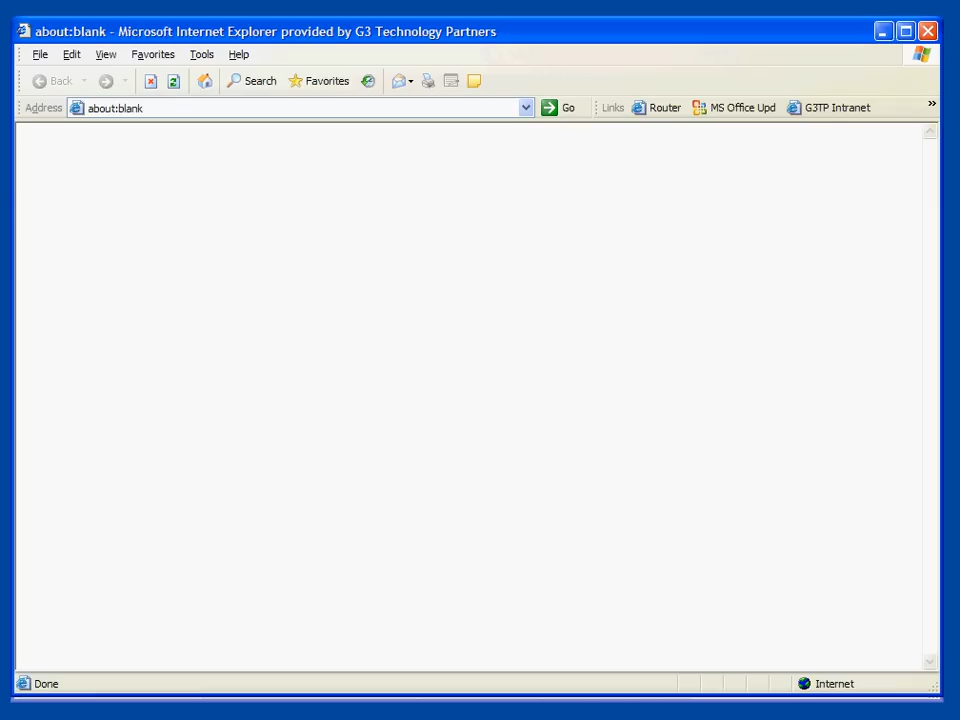 about:blank - Microsoft Internet Explorer provided by G3 Technology Partners
File Edit View Favorites Tools Help
Back Search Favorites
Address about:blank Go Links Router MS Office Upd G3TP Intranet »
Done Internet